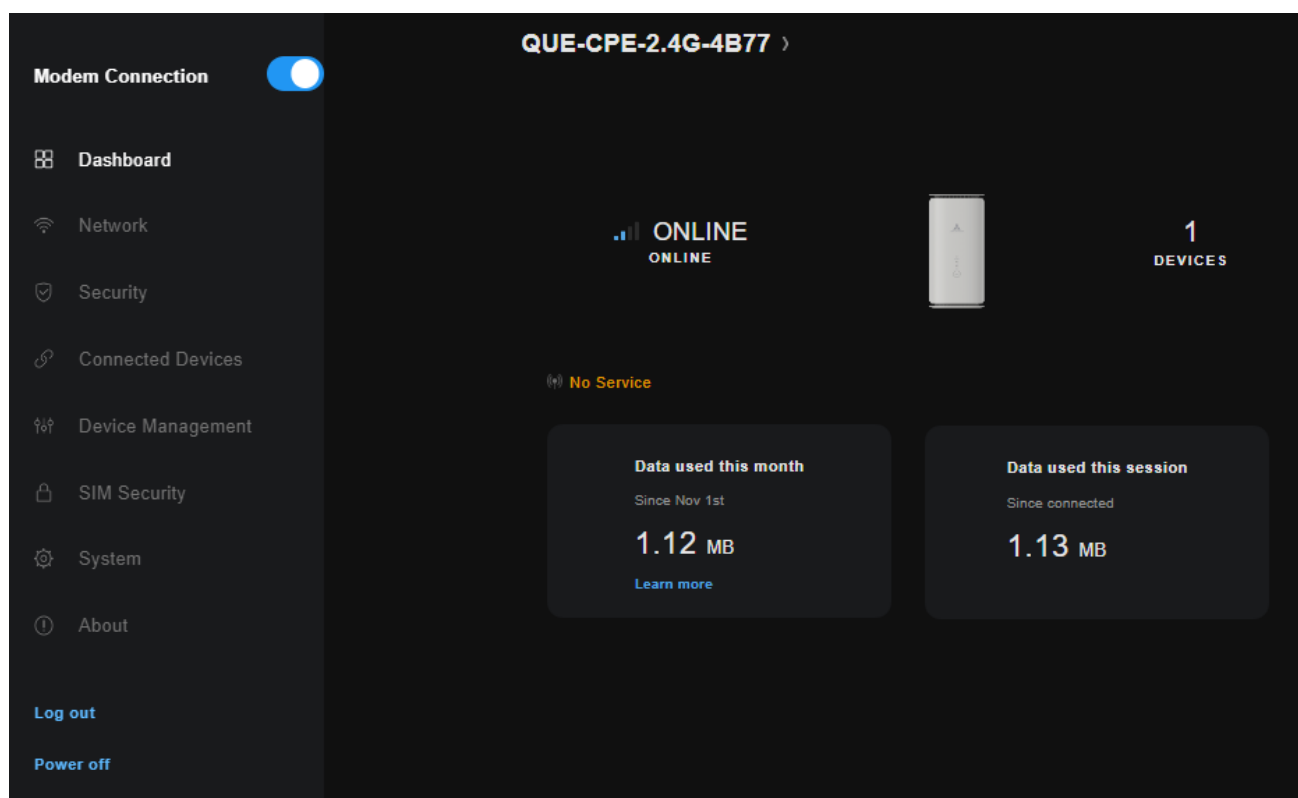 QUE-CPE-2.4G-4B77
Modem Connection
Dashboard
Network
Security
Connected Devices
Device Management
SIM Security
System
About
Log out
Power off
ONLINE
ONLINE
1
DEVICES
No Service
Data used this month
Since Nov 1st
1.12 MB
Learn more
Data used this session
Since connected
1.13 MB